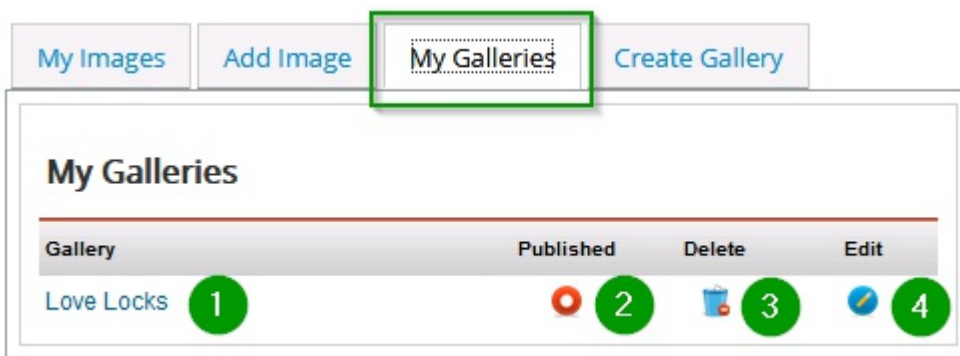 My Images Add Image My Galleries Create Gallery
My Galleries
Gallery Published Delete Edit
Love Locks 1 2 3 4